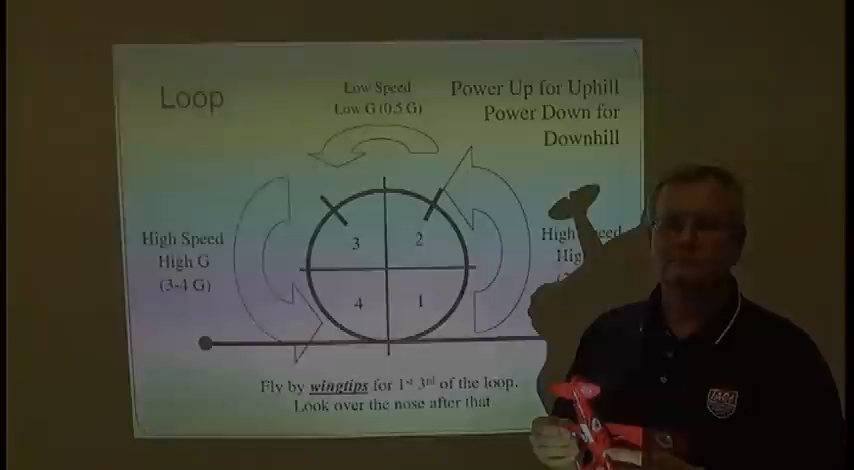 Loop
Low Speed
Low G (0.5 G)
Power Up for Uphill
Power Down for
Downhill
High Speed
High G
(3-4 G)
High
3
2
4
1
Fly by wingtips for 1st 3rd of the loop.
Look over the nose after that